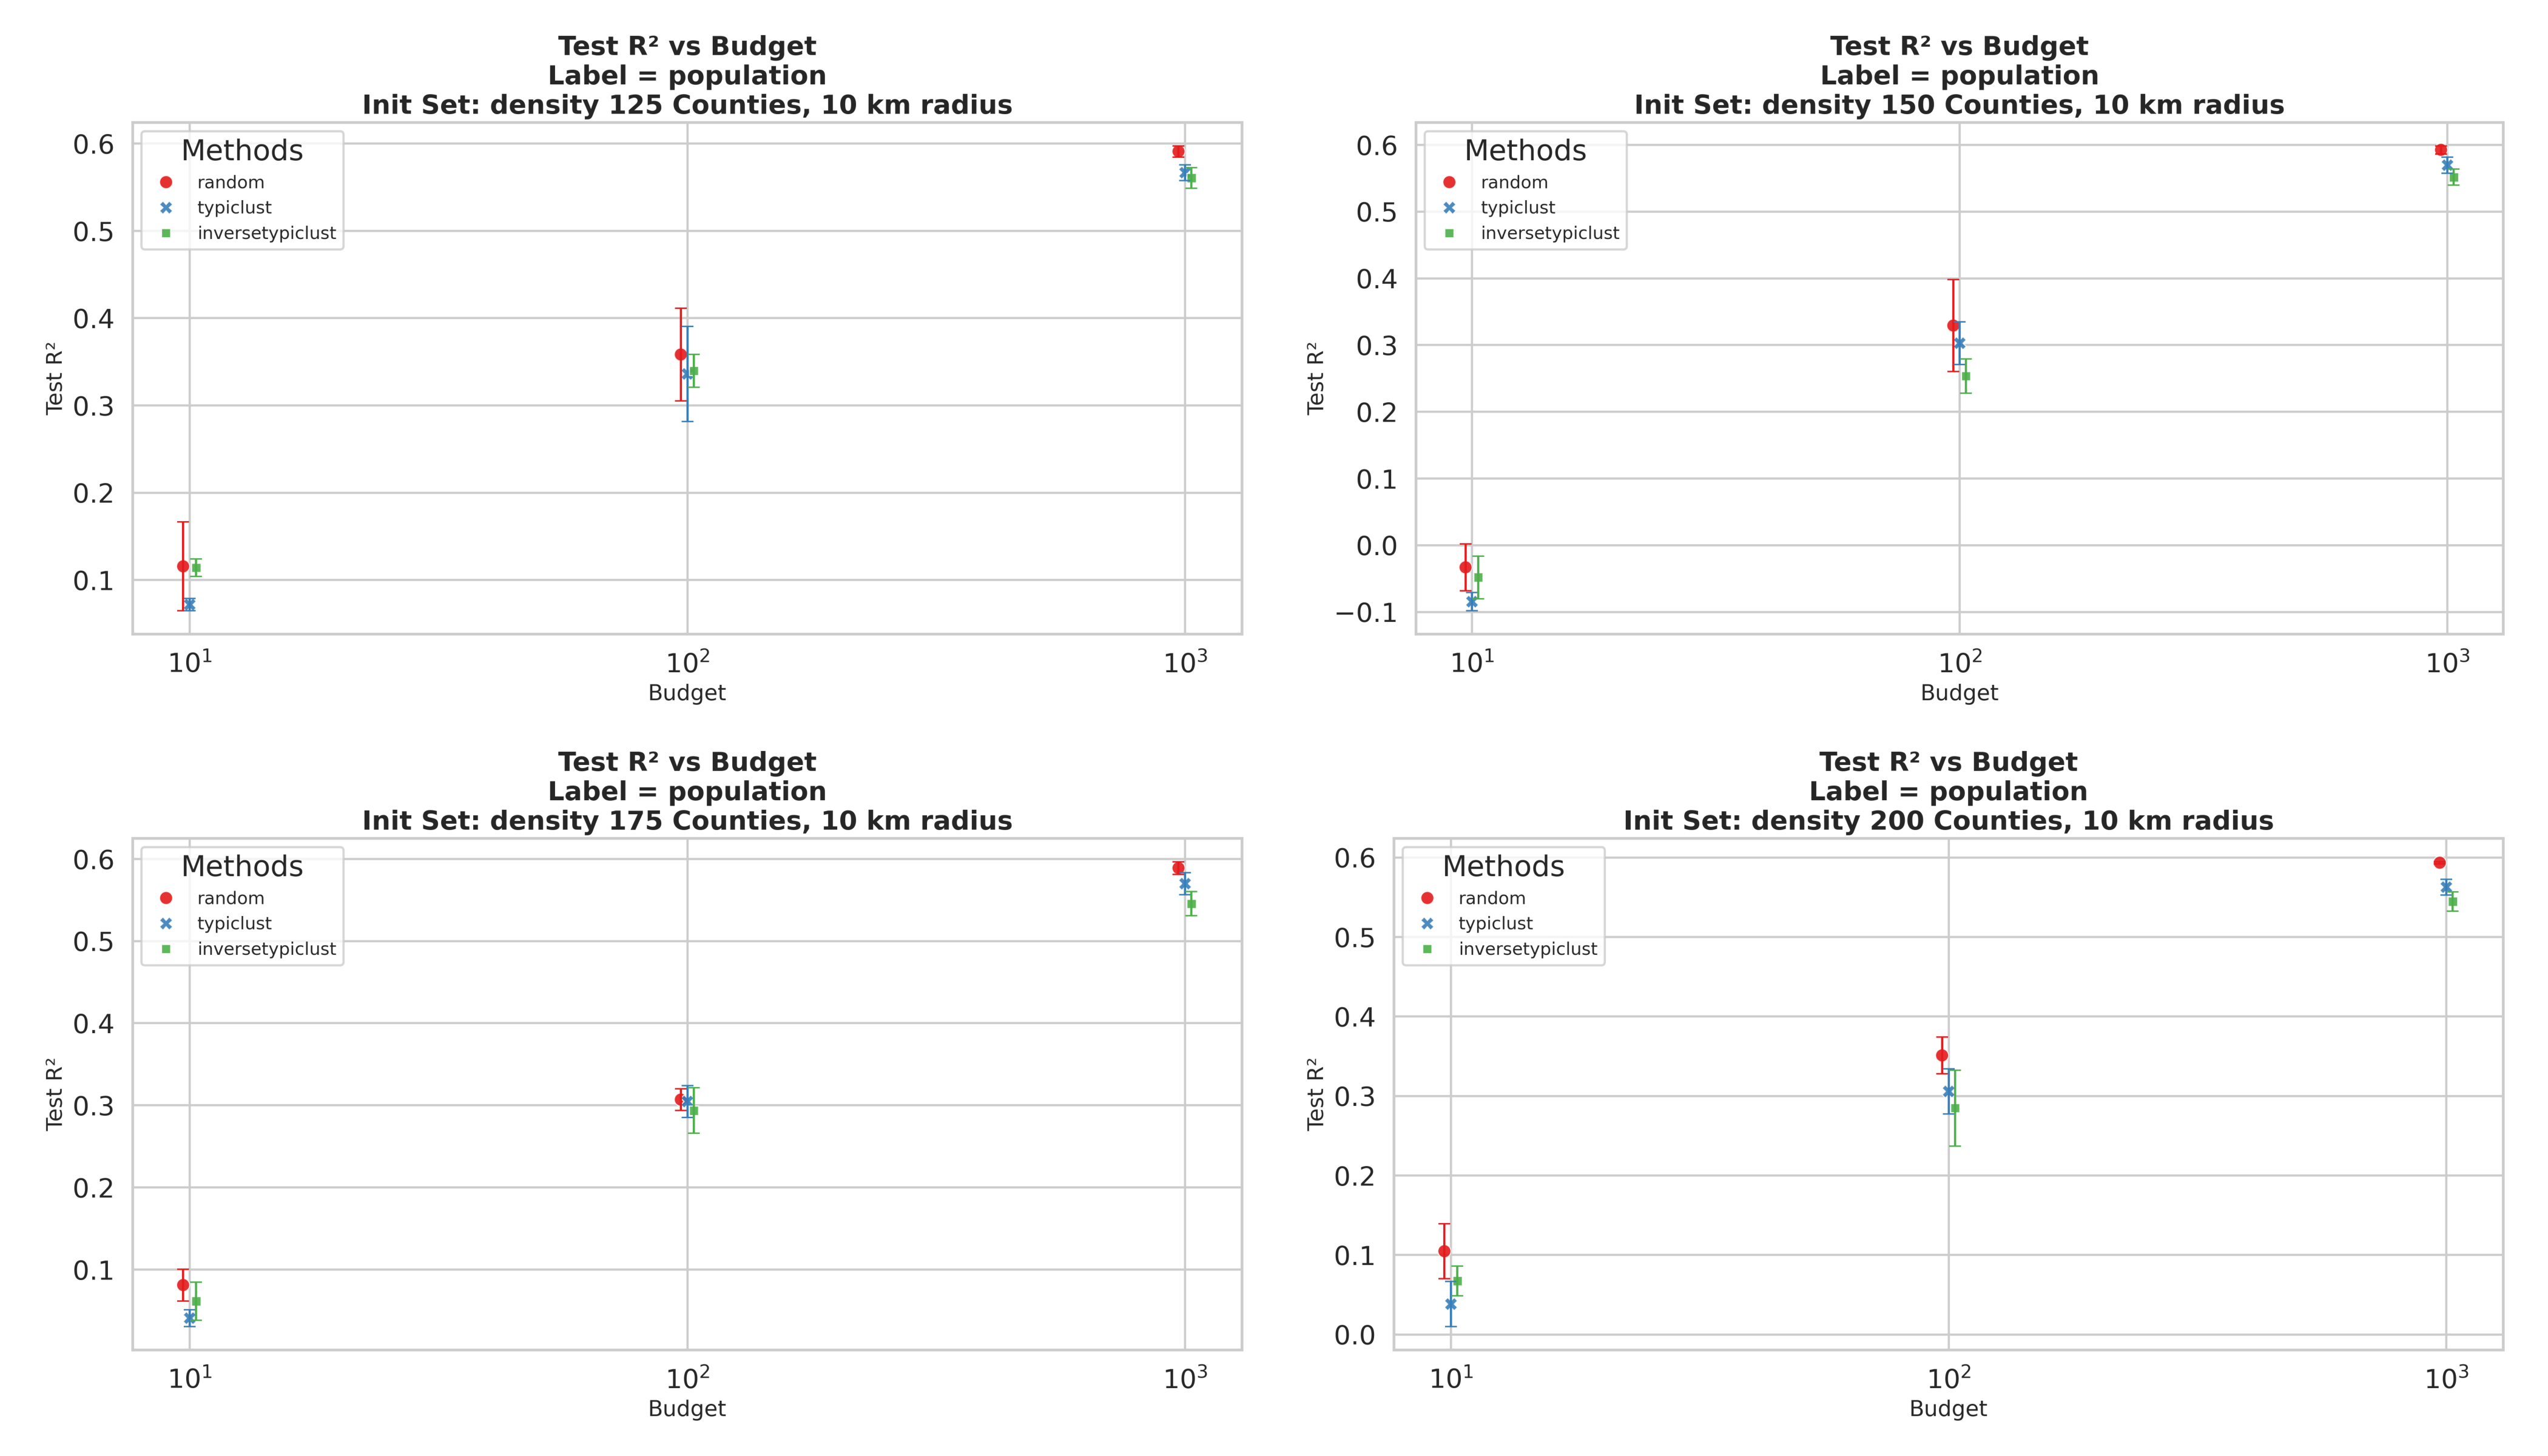 Test R² vs Budget
Label = population
Init Set: density 125 Counties, 10 km radius
Methods
random
typiclust
inversetypiclust
0.6
0.5
0.4
0.3
0.2
0.1
Test R²
10¹ 10² 10³
Budget
Test R² vs Budget
Label = population
Init Set: density 150 Counties, 10 km radius
Methods
random
typiclust
inversetypiclust
0.6
0.5
0.4
0.3
0.2
0.1
0.0
−0.1
Test R²
10¹ 10² 10³
Budget
Test R² vs Budget
Label = population
Init Set: density 175 Counties, 10 km radius
Methods
random
typiclust
inversetypiclust
0.6
0.5
0.4
0.3
0.2
0.1
Test R²
10¹ 10² 10³
Budget
Test R² vs Budget
Label = population
Init Set: density 200 Counties, 10 km radius
Methods
random
typiclust
inversetypiclust
0.6
0.5
0.4
0.3
0.2
0.1
0.0
Test R²
10¹ 10² 10³
Budget